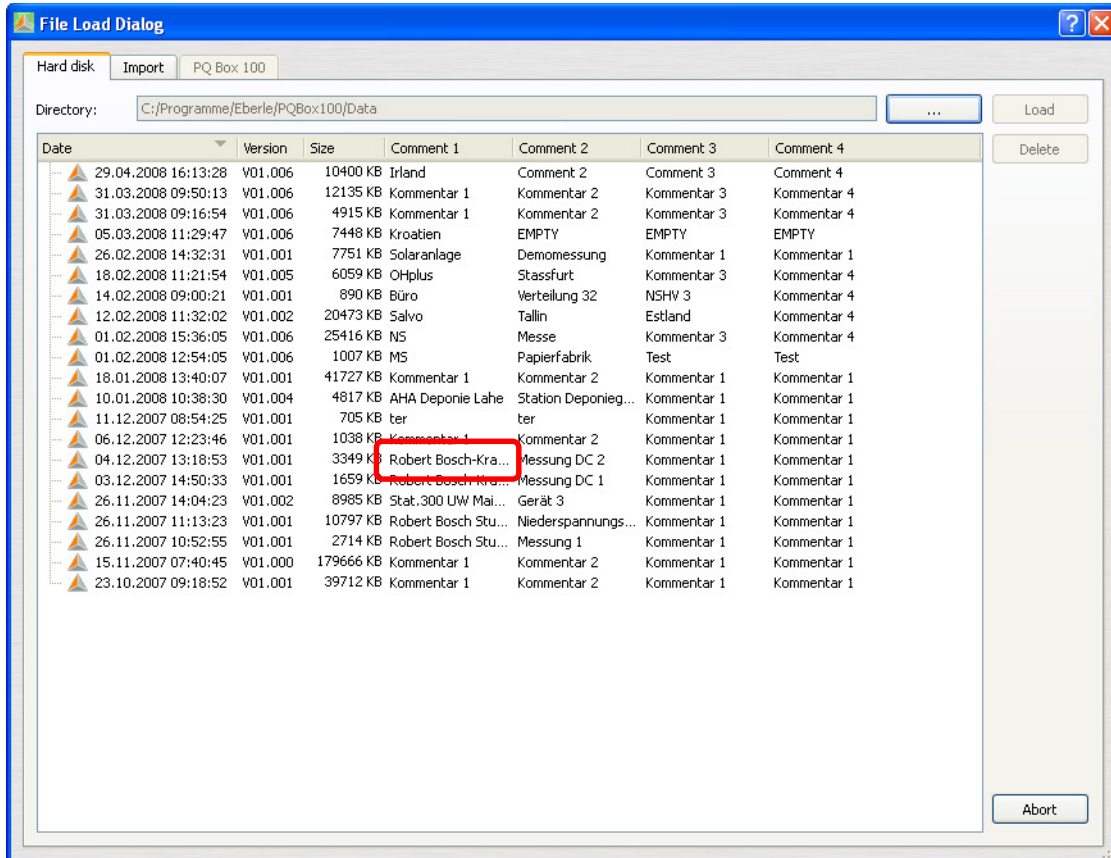 File Load Dialog
Hard disk Import PQ Box 100
Directory: C:/Programme/Eberle/PQBox100/Data ... Load
Date Version Size Comment 1 Comment 2 Comment 3 Comment 4 Delete
29.04.2008 16:13:28 V01.006 10400 KB Irland Comment 2 Comment 3 Comment 4
31.03.2008 09:50:13 V01.006 12135 KB Kommentar 1 Kommentar 2 Kommentar 3 Kommentar 4
31.03.2008 09:16:54 V01.006 4915 KB Kommentar 1 Kommentar 2 Kommentar 3 Kommentar 4
05.03.2008 11:29:47 V01.006 7448 KB Kroatien EMPTY EMPTY EMPTY
26.02.2008 14:32:31 V01.001 7751 KB Solaranlage Demomessung Kommentar 1 Kommentar 1
18.02.2008 11:21:54 V01.005 6059 KB OHplus Stassfurt Kommentar 3 Kommentar 4
14.02.2008 09:00:21 V01.001 890 KB Büro Verteilung 32 NSHV 3 Kommentar 4
12.02.2008 11:32:02 V01.002 20473 KB Salvo Tallin Estland Kommentar 4
01.02.2008 15:36:05 V01.006 25416 KB NS Messe Kommentar 3 Kommentar 4
01.02.2008 12:54:05 V01.006 1007 KB MS Papierfabrik Test Test
18.01.2008 13:40:07 V01.001 41727 KB Kommentar 1 Kommentar 2 Kommentar 1 Kommentar 1
10.01.2008 10:38:30 V01.004 4817 KB AHA Deponie Lahe Station Deponieg... Kommentar 1 Kommentar 1
11.12.2007 08:54:25 V01.001 705 KB ter ter Kommentar 1 Kommentar 1
06.12.2007 12:23:46 V01.001 1038 KB Kommentar 1 Kommentar 2 Kommentar 1 Kommentar 1
04.12.2007 13:18:53 V01.001 3349 KB Robert Bosch-Kra... Messung DC 2 Kommentar 1 Kommentar 1
03.12.2007 14:50:33 V01.001 1659 KB Robert Bosch-Kra... Messung DC 1 Kommentar 1 Kommentar 1
26.11.2007 14:04:23 V01.002 8985 KB Stat.300 UW Mai... Gerät 3 Kommentar 1 Kommentar 1
26.11.2007 11:13:23 V01.001 10797 KB Robert Bosch Stu... Niederspannungs... Kommentar 1 Kommentar 1
26.11.2007 10:52:55 V01.001 2714 KB Robert Bosch Stu... Messung 1 Kommentar 1 Kommentar 1
15.11.2007 07:40:45 V01.000 179666 KB Kommentar 1 Kommentar 2 Kommentar 1 Kommentar 1
23.10.2007 09:18:52 V01.001 39712 KB Kommentar 1 Kommentar 2 Kommentar 1 Kommentar 1
Abort